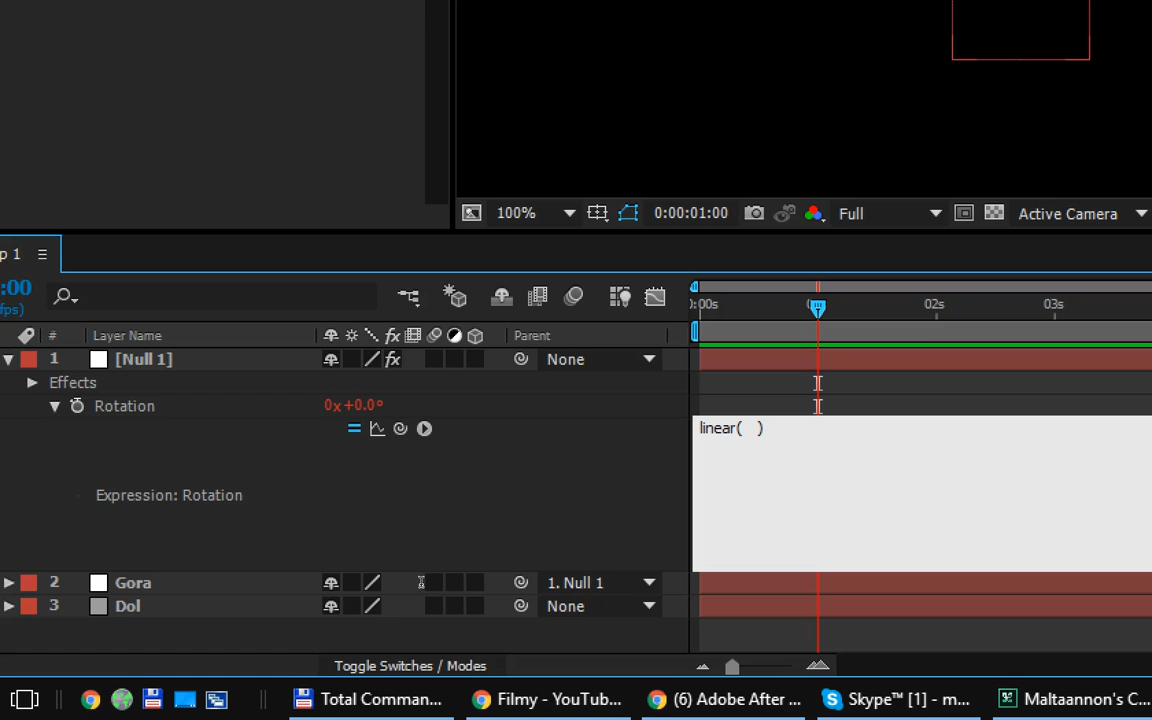 100%
0:00:01:00
Full
Active Camera
p 1
:00
fps)
:00s
02s
03s
#
Layer Name
fx
Parent
1
[Null 1]
fx
None
Effects
Rotation
0x+0.0°
linear(  )
Expression: Rotation
2
Gora
1. Null 1
3
Dol
None
Toggle Switches / Modes
Total Comman...
Filmy - YouTub...
(6) Adobe After ...
Skype™ [1] - m...
Maltaannon's C...